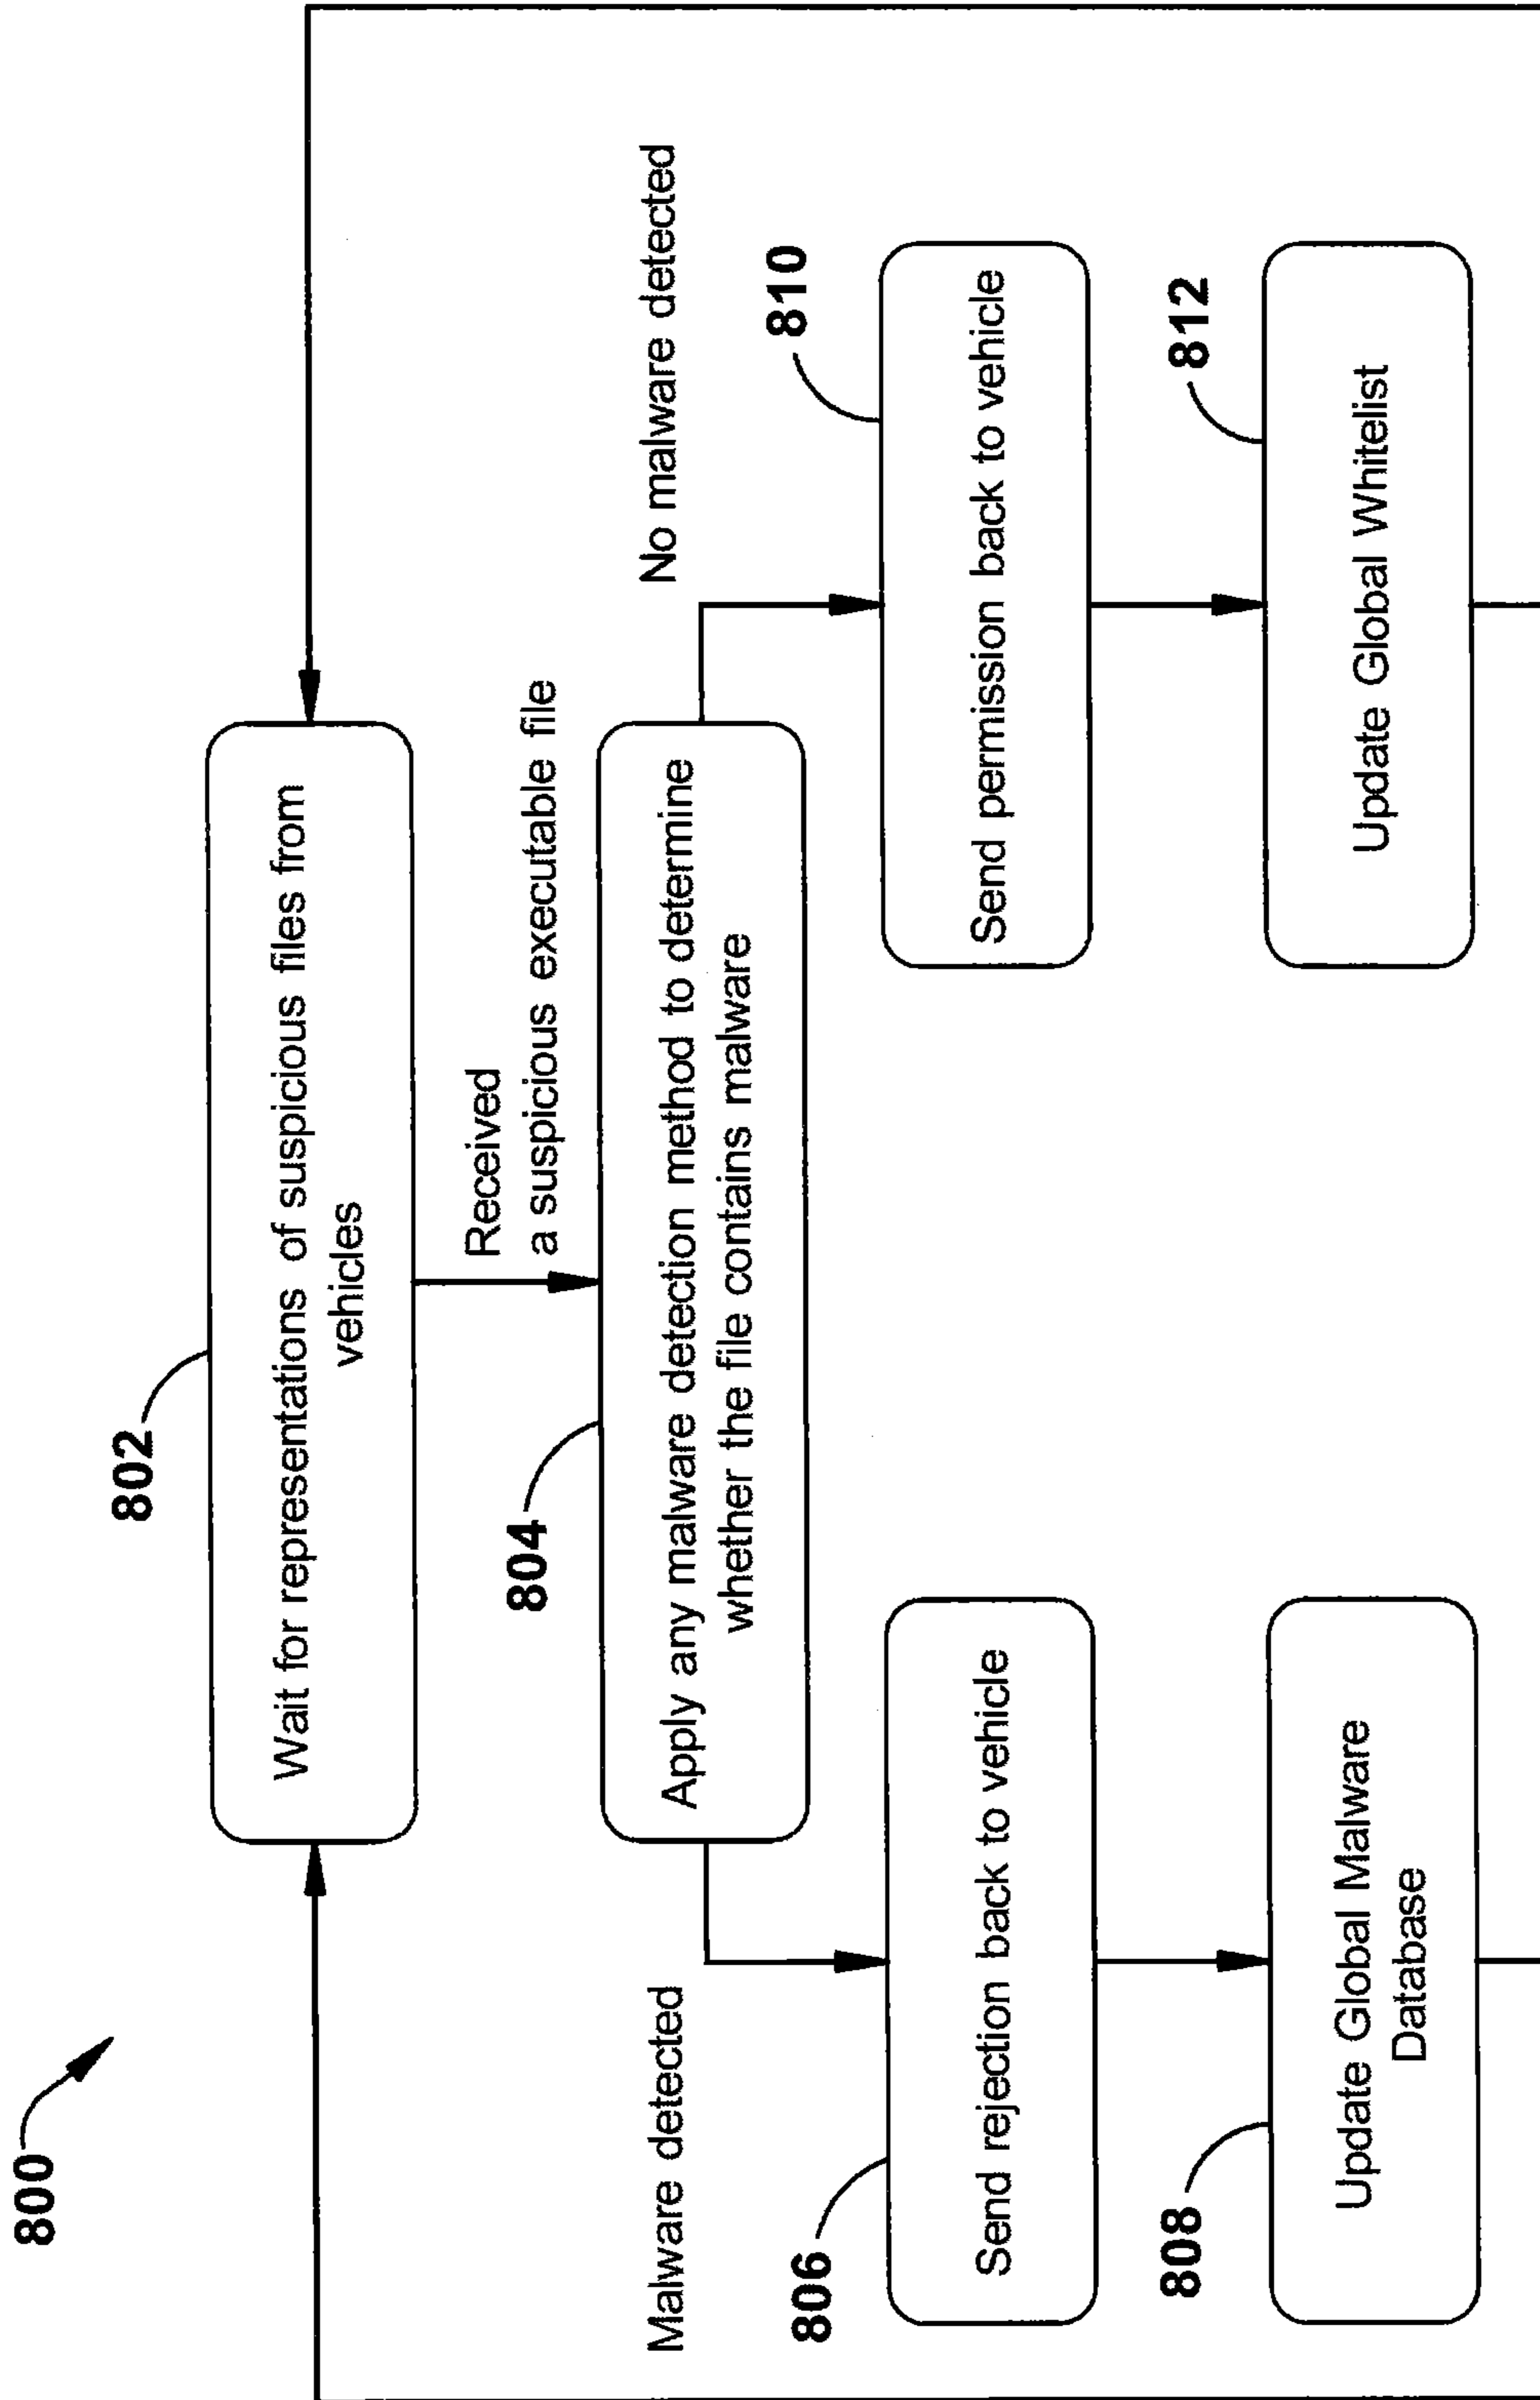 800
802
Wait for representations of suspicious files from
vehicles
Received
a suspicious executable file
804
Apply any malware detection method to determine
whether the file contains malware
Malware detected
No malware detected
806
Send rejection back to vehicle
810
Send permission back to vehicle
808
Update Global Malware
Database
812
Update Global Whitelist